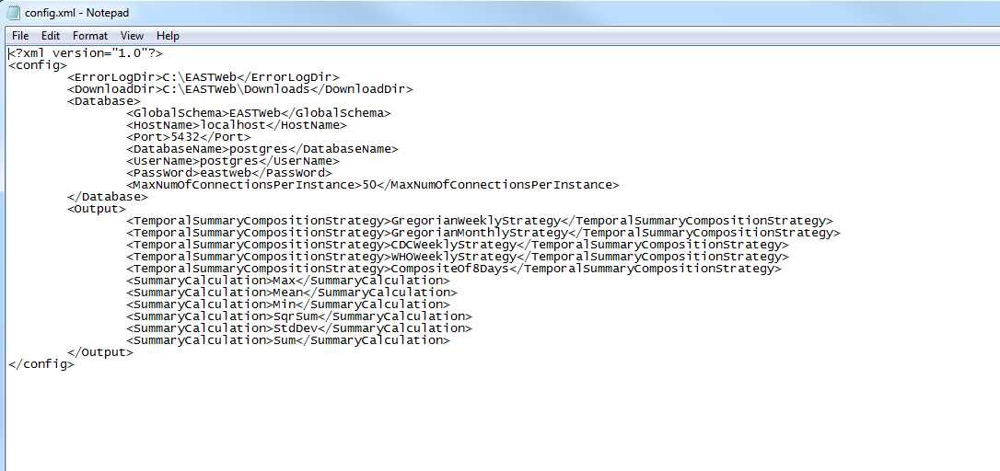 config.xml - Notepad
File Edit Format View Help
<?xml version="1.0"?>
<config>
<ErrorLogDir>C:\EASTWeb</ErrorLogDir>
<DownloadDir>C:\EASTWeb\Downloads</DownloadDir>
<Database>
<GlobalSchema>EASTWeb</GlobalSchema>
<HostName>localhost</HostName>
<Port>5432</Port>
<DatabaseName>postgres</DatabaseName>
<UserName>postgres</UserName>
<PassWord>eastweb</PassWord>
<MaxNumOfConnectionsPerInstance>50</MaxNumOfConnectionsPerInstance>
</Database>
<Output>
<TemporalSummaryCompositionStrategy>GregorianWeeklyStrategy</TemporalSummaryCompositionStrategy>
<TemporalSummaryCompositionStrategy>GregorianMonthlyStrategy</TemporalSummaryCompositionStrategy>
<TemporalSummaryCompositionStrategy>CDCWeeklyStrategy</TemporalSummaryCompositionStrategy>
<TemporalSummaryCompositionStrategy>WHOWeeklyStrategy</TemporalSummaryCompositionStrategy>
<TemporalSummaryCompositionStrategy>CompositeOf8Days</TemporalSummaryCompositionStrategy>
<SummaryCalculation>Max</SummaryCalculation>
<SummaryCalculation>Mean</SummaryCalculation>
<SummaryCalculation>Min</SummaryCalculation>
<SummaryCalculation>SqrSum</SummaryCalculation>
<SummaryCalculation>StdDev</SummaryCalculation>
<SummaryCalculation>Sum</SummaryCalculation>
</Output>
</config>